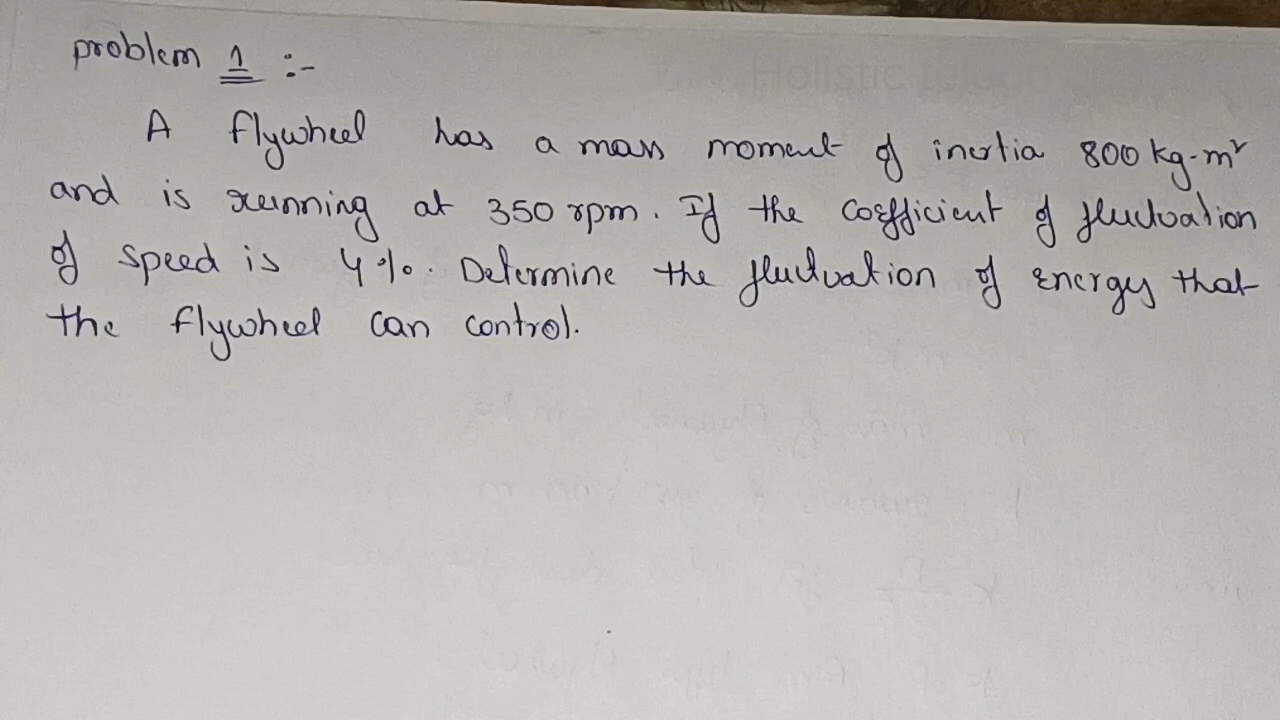 problem 1 :-
A flywheel has a mass moment of inertia 800 kg-m²
and is running at 350 rpm. If the coefficient of fluctuation
of speed is 4%. Determine the fluctuation of energy that
the flywheel can control.